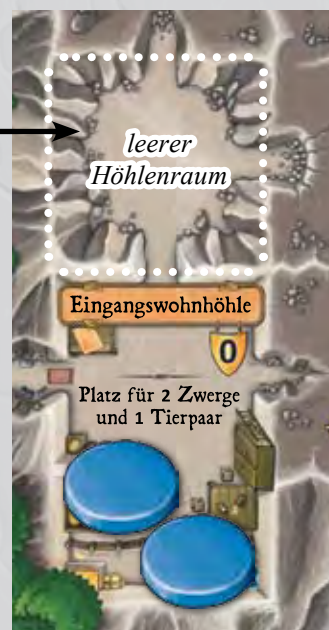 leerer
Höhlenraum
Eingangswohnhöhle
0
Platz für 2 Zwerge
und 1 Tierpaar